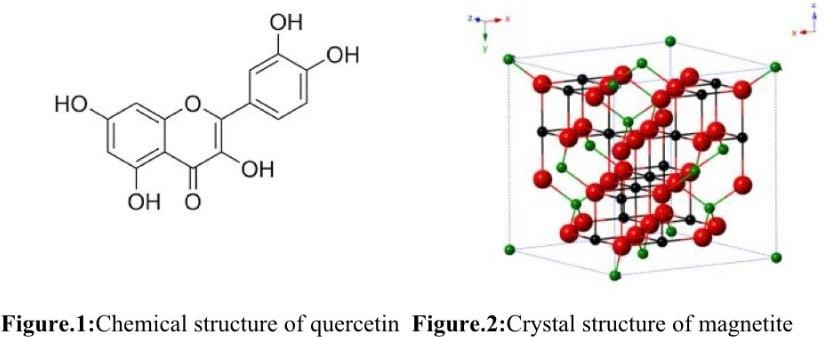 OH
OH
HO
O
OH
OH
O
z
x
y
z
x
Figure.1:Chemical structure of quercetin Figure.2:Crystal structure of magnetite